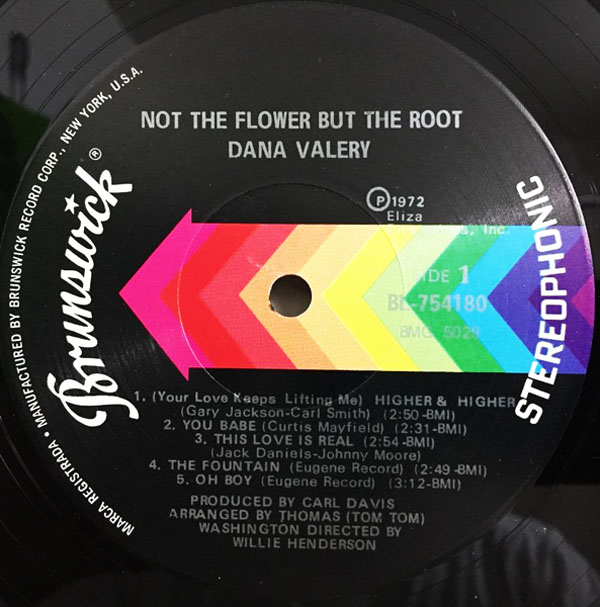 NOT THE FLOWER BUT THE ROOT
DANA VALERY
Ⓟ1972
Eliza
s, Inc.
SIDE 1
BL-754180
BMG 5029
Brunswick®
STEREOPHONIC
1. (Your Love Keeps Lifting Me) HIGHER & HIGHER
(Gary Jackson-Carl Smith) (2:50-BMI)
2. YOU BABE (Curtis Mayfield) (2:31-BMI)
3. THIS LOVE IS REAL (2:54-BMI)
(Jack Daniels-Johnny Moore)
4. THE FOUNTAIN (Eugene Record) (2:49-BMI)
5. OH BOY (Eugene Record) (3:12-BMI)
PRODUCED BY CARL DAVIS
ARRANGED BY THOMAS (TOM TOM)
WASHINGTON DIRECTED BY
WILLIE HENDERSON
MARCA REGISTRADA • MANUFACTURED BY BRUNSWICK RECORD CORP., NEW YORK, U.S.A.